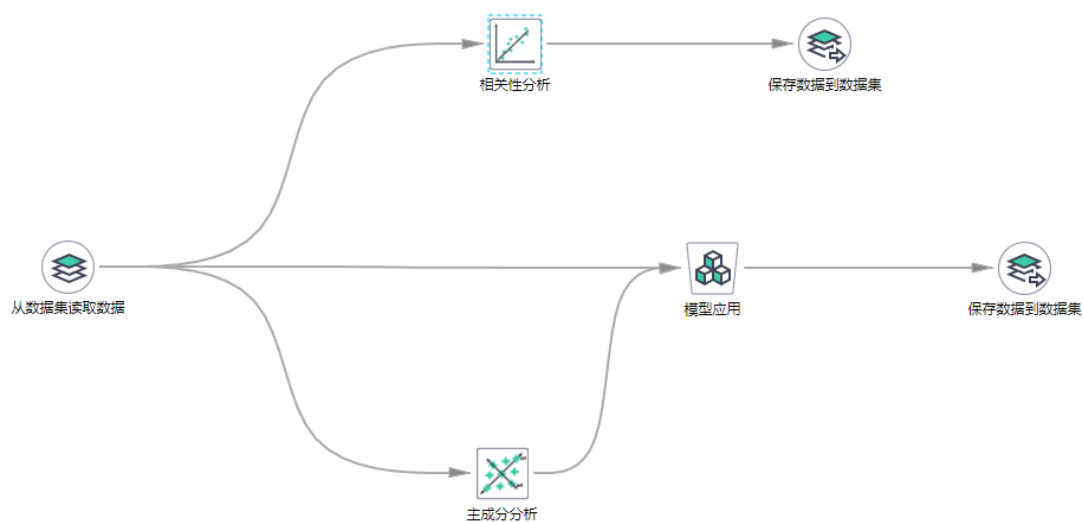 相关性分析
保存数据到数据集
从数据集读取数据
模型应用
保存数据到数据集
主成分分析